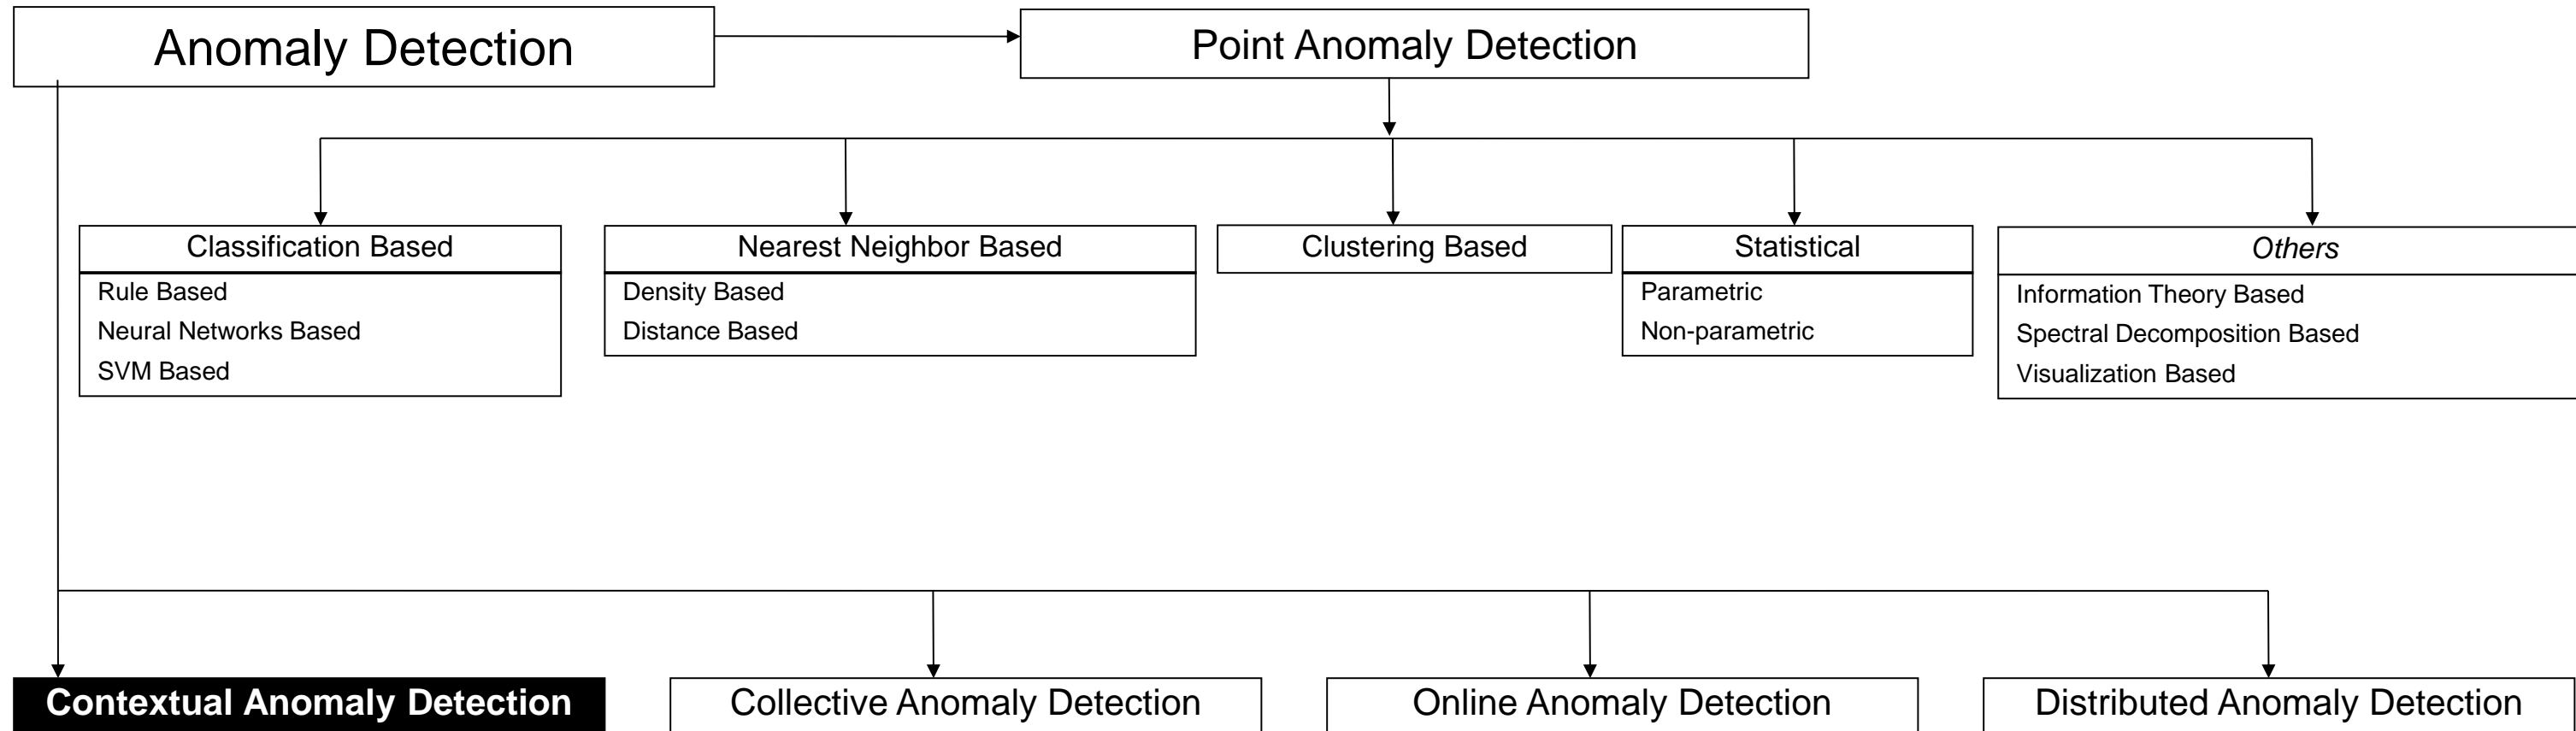 Anomaly Detection
Point Anomaly Detection
Classification Based
Rule Based
Neural Networks Based
SVM Based
Nearest Neighbor Based
Density Based
Distance Based
Clustering Based
Statistical
Parametric
Non-parametric
Others
Information Theory Based
Spectral Decomposition Based
Visualization Based
Contextual Anomaly Detection
Collective Anomaly Detection
Online Anomaly Detection
Distributed Anomaly Detection